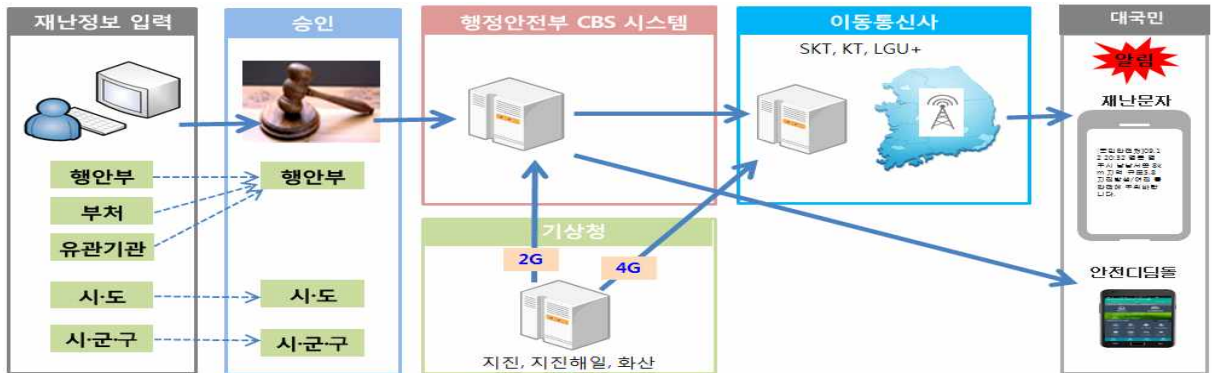 재난정보 입력
승인
행정안전부 CBS 시스템
이동통신사
대국민
SKT, KT, LGU+
알림
재난문자
행안부
행안부
부처
유관기관
기상청
2G
4G
안전디딤돌
시·도
시·도
시·군·구
시·군·구
지진, 지진해일, 화산